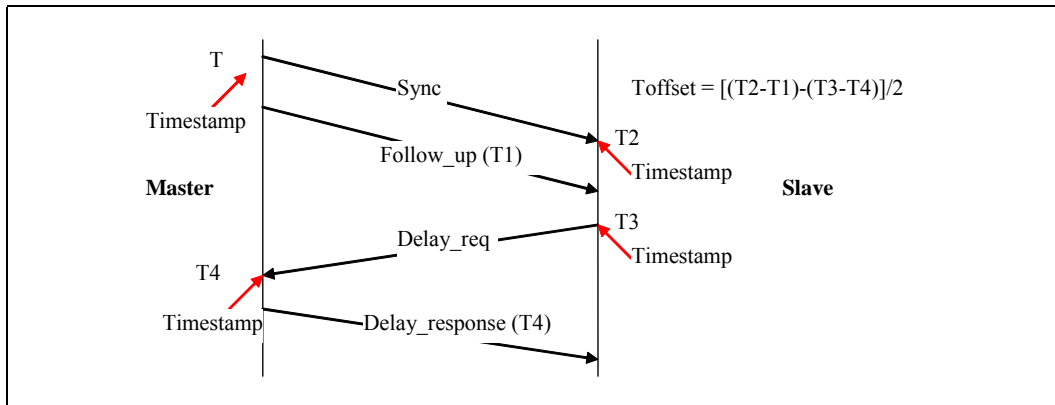 T
Sync
Toffset = [(T2-T1)-(T3-T4)]/2
Timestamp
T2
Follow_up (T1)
Timestamp
Master
Slave
T3
Delay_req
Timestamp
T4
Timestamp
Delay_response (T4)